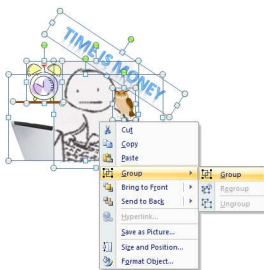 TIME IS MONEY
Cut
Copy
Paste
Group
Group
Bring to Front
Regroup
Send to Back
Ungroup
Hyperlink...
Save as Picture...
Size and Position...
Format Object...